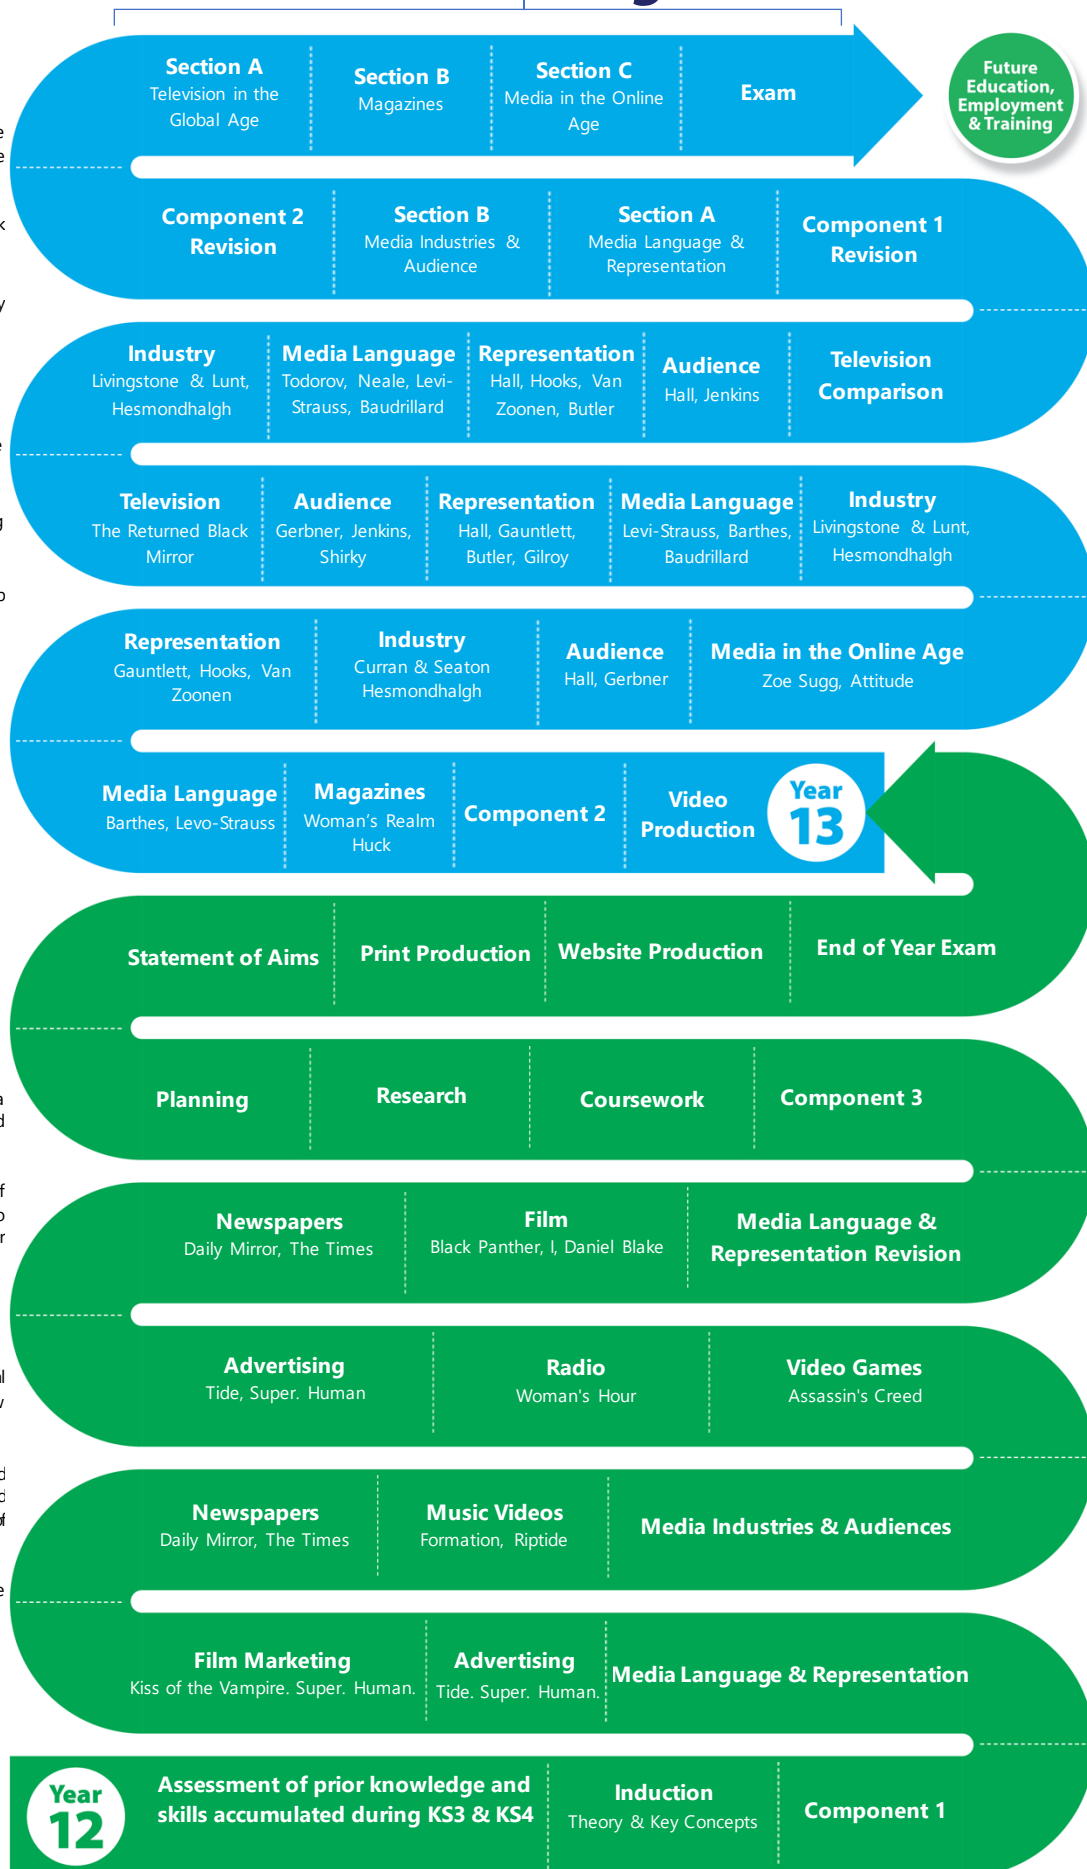 Section A
Television in the
Global Age
Section B
Magazines
Section C
Media in the Online
Age
Exam
Future
Education,
Employment
& Training
Component 2
Revision
Section B
Media Industries &
Audience
Section A
Media Language &
Representation
Component 1
Revision
Industry
Livingstone & Lunt,
Hesmondhalgh
Media Language
Todorov, Neale, Levi-
Strauss, Baudrillard
Representation
Hall, Hooks, Van
Zoonen, Butler
Audience
Hall, Jenkins
Television
Comparison
Television
The Returned Black
Mirror
Audience
Gerbner, Jenkins,
Shirky
Representation
Hall, Gauntlett,
Butler, Gilroy
Media Language
Levi-Strauss, Barthes,
Baudrillard
Industry
Livingstone & Lunt,
Hesmondhalgh
Representation
Gauntlett, Hooks, Van
Zoonen
Industry
Curran & Seaton
Hesmondhalgh
Audience
Hall, Gerbner
Media in the Online Age
Zoe Sugg, Attitude
Media Language
Barthes, Levo-Strauss
Magazines
Woman's Realm
Huck
Component 2
Video
Production
Year
13
Statement of Aims
Print Production
Website Production
End of Year Exam
Planning
Research
Coursework
Component 3
Newspapers
Daily Mirror, The Times
Film
Black Panther, I, Daniel Blake
Media Language &
Representation Revision
Advertising
Tide, Super. Human
Radio
Woman's Hour
Video Games
Assassin's Creed
Newspapers
Daily Mirror, The Times
Music Videos
Formation, Riptide
Media Industries & Audiences
Film Marketing
Kiss of the Vampire. Super. Human.
Advertising
Tide. Super. Human.
Media Language & Representation
Year
12
Assessment of prior knowledge and
skills accumulated during KS3 & KS4
Induction
Theory & Key Concepts
Component 1